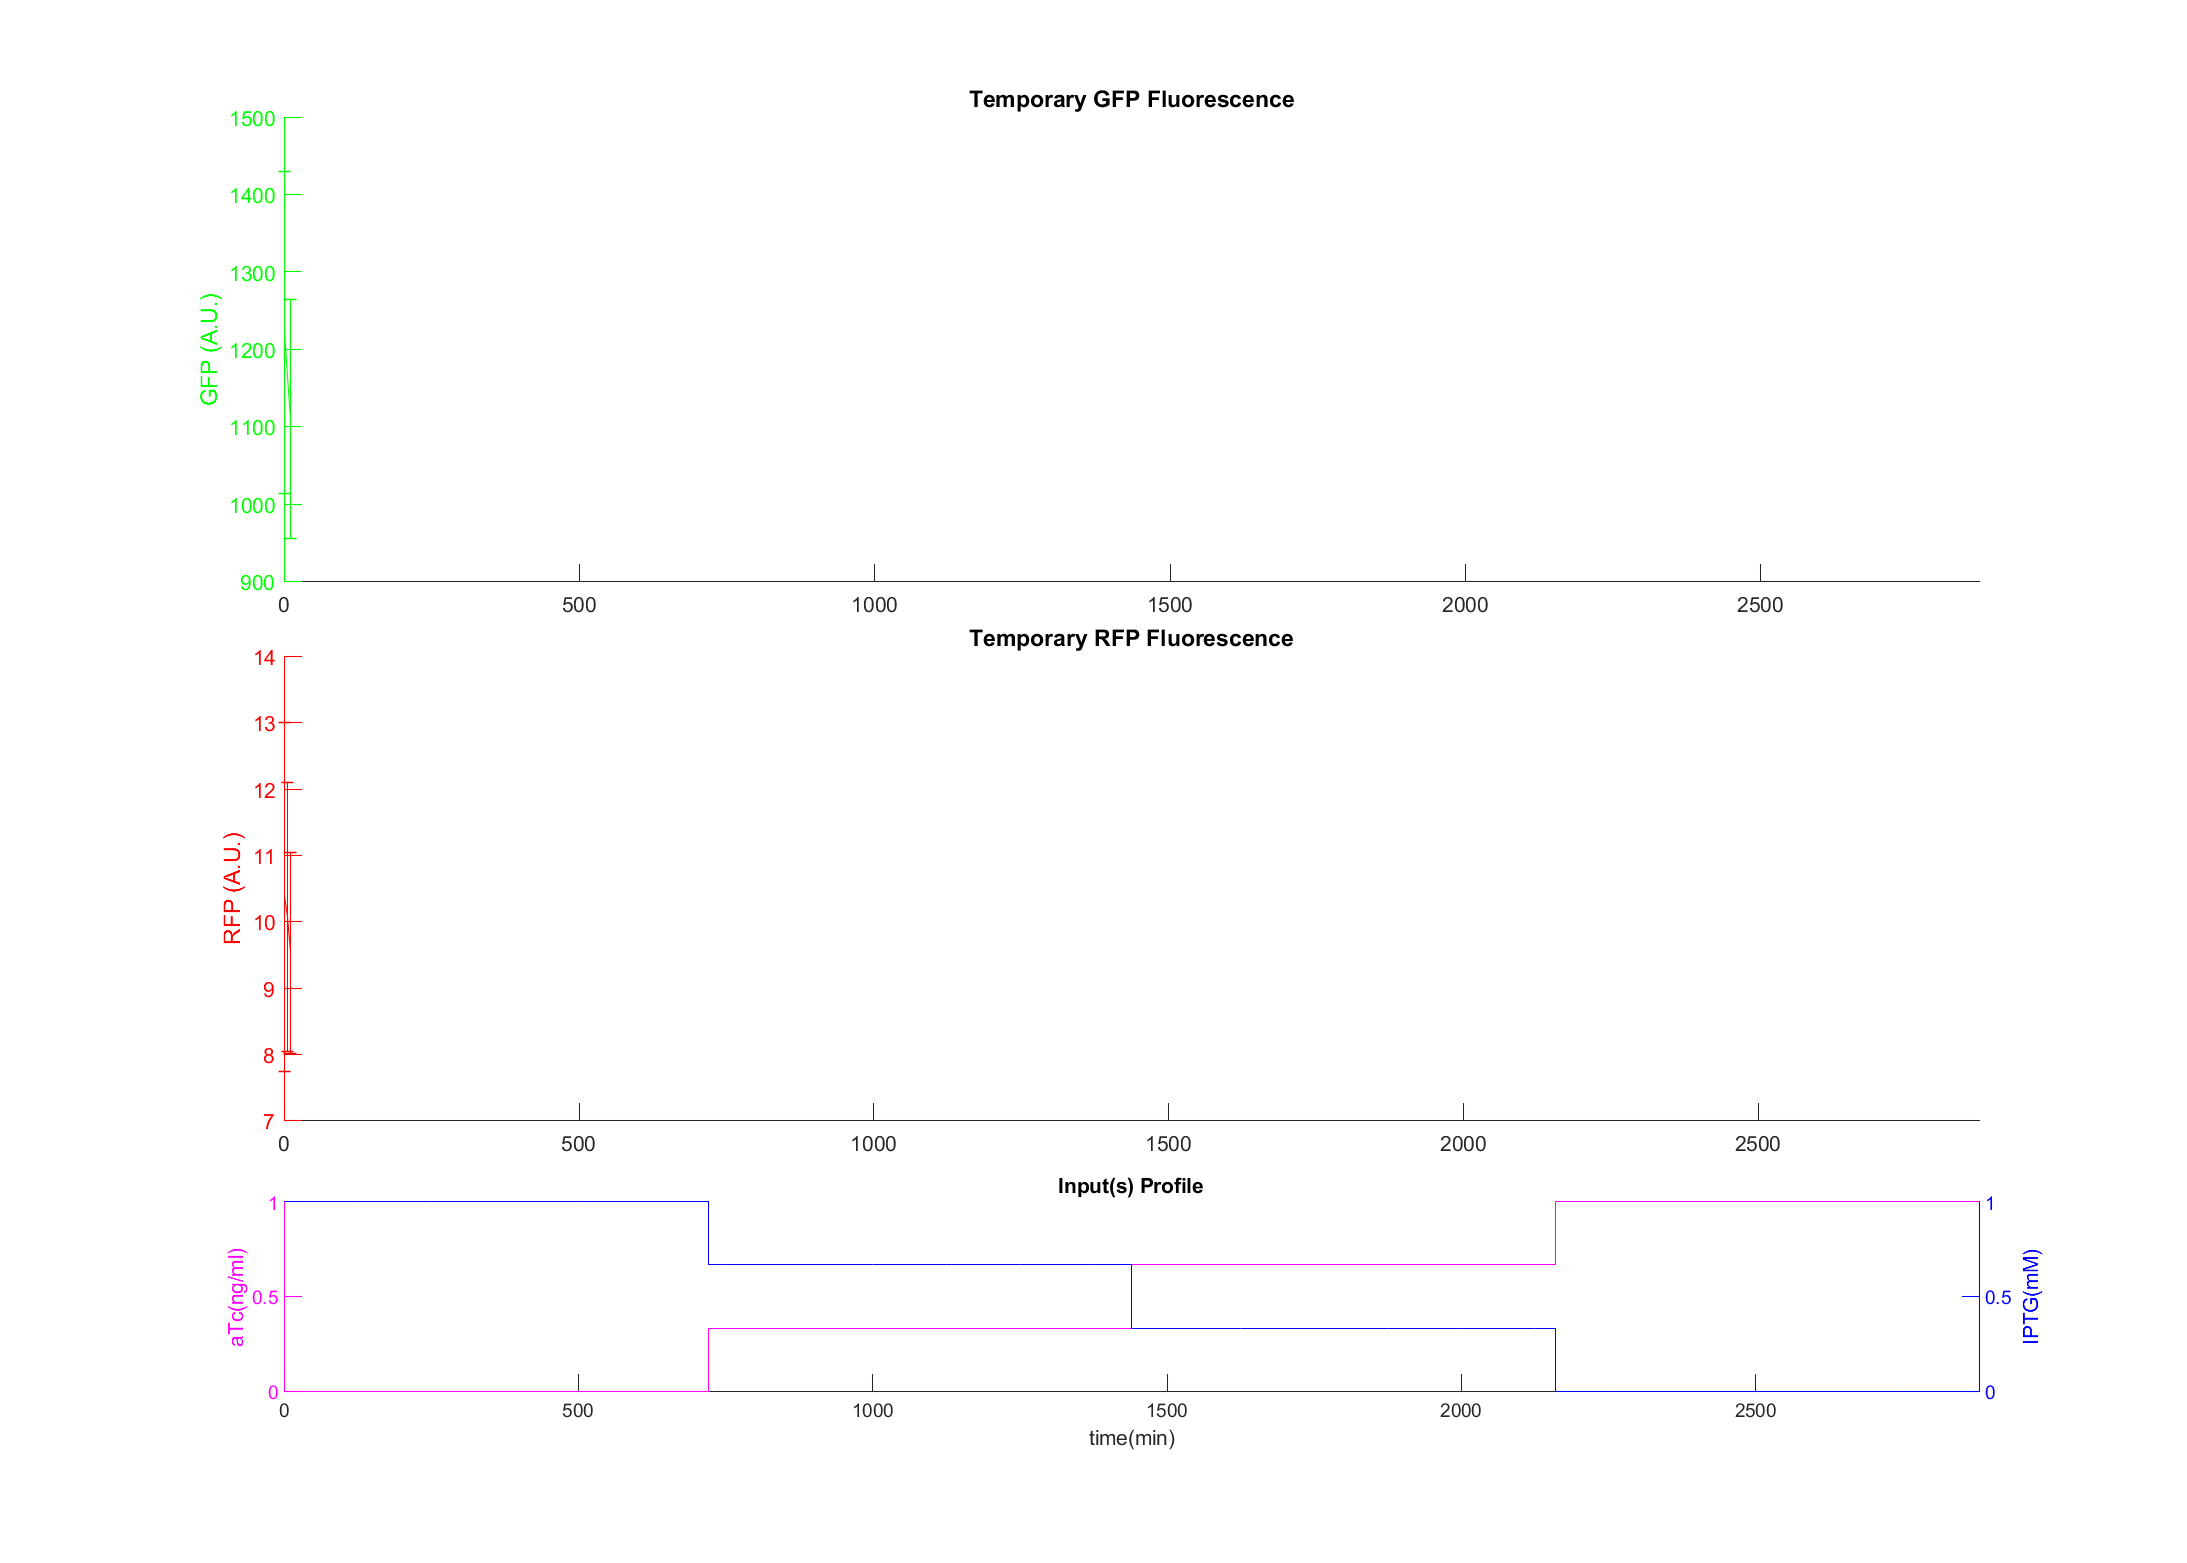 Temporary GFP Fluorescence
1500
1400
1300
1200
1100
1000
900
GFP (A.U.)
0 500 1000 1500 2000 2500
Temporary RFP Fluorescence
14
13
12
11
10
9
8
7
RFP (A.U.)
0 500 1000 1500 2000 2500
Input(s) Profile
1
0.5
0
aTc(ng/ml)
1
0.5
0
IPTG(mM)
0 500 1000 1500 2000 2500
time(min)